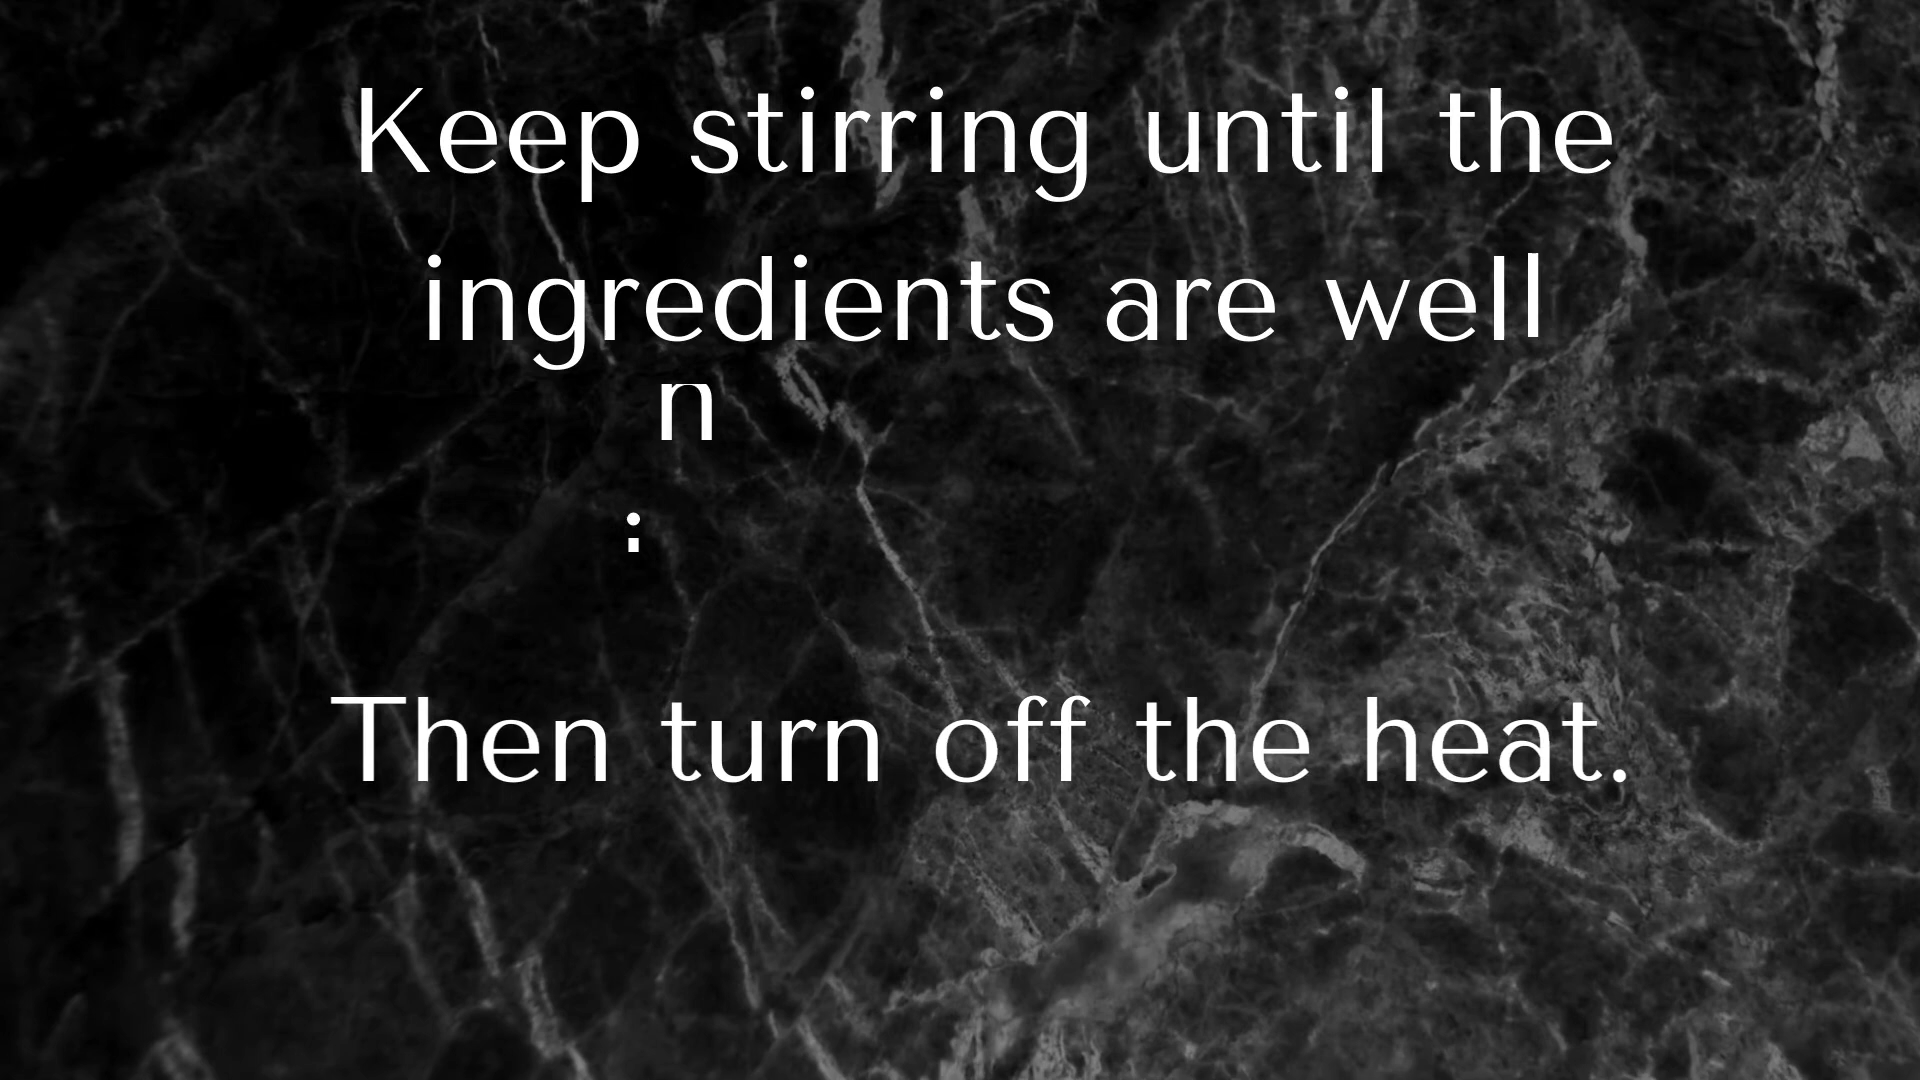 Keep stirring until the
ingredients are well
n
:
Then turn off the heat.